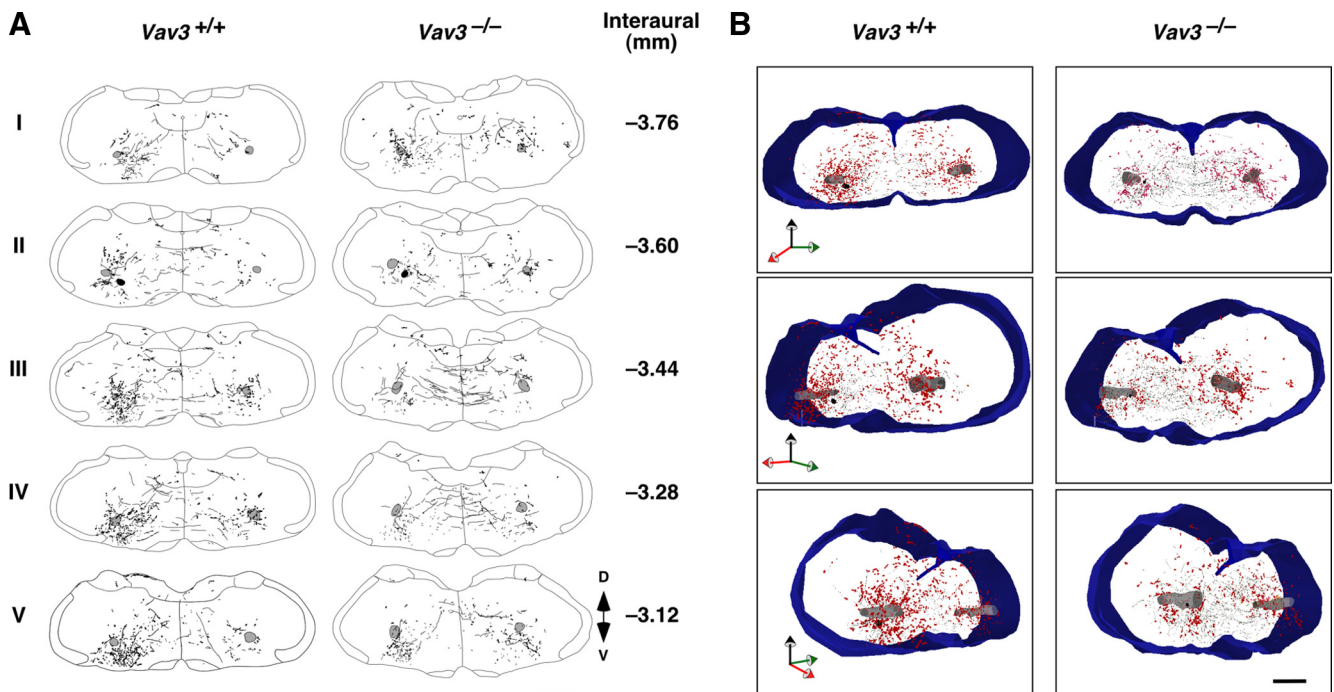 A
Vav3 +/+
Vav3 –/–
Interaural
(mm)
B
Vav3 +/+
Vav3 –/–
I
–3.76
II
–3.60
III
–3.44
IV
–3.28
V
D
V
–3.12